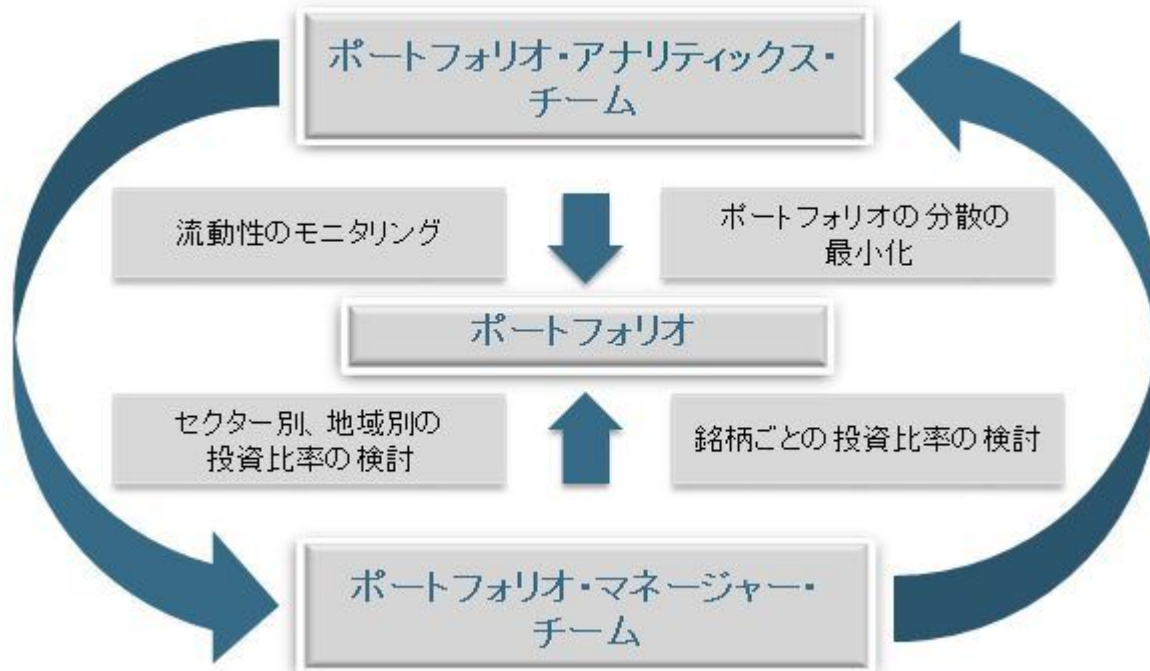 ポートフォリオ・アナリティックス・
チーム
流動性のモニタリング
ポートフォリオの分散の
最小化
ポートフォリオ
セクター別、地域別の
投資比率の検討
銘柄ごとの投資比率の検討
ポートフォリオ・マネージャー・
チーム